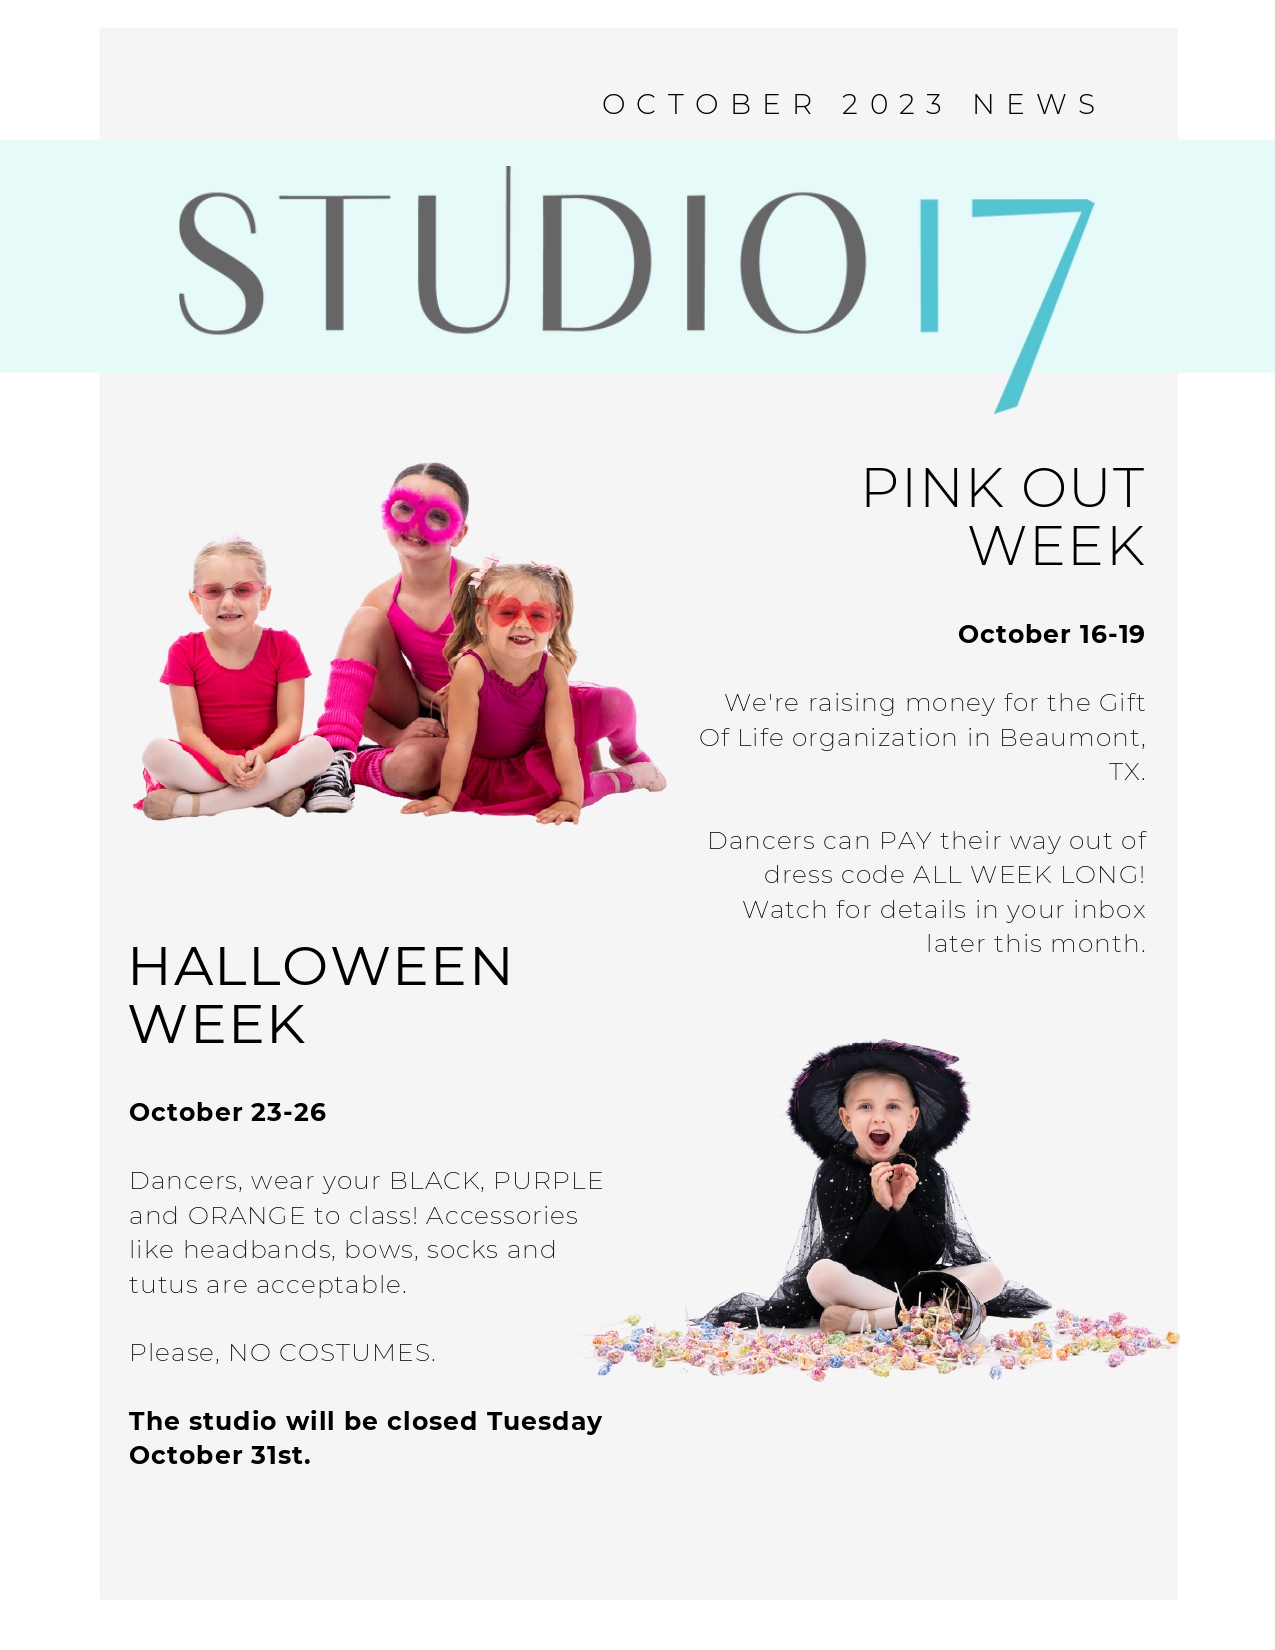 OCTOBER 2023 NEWS
STUDIO 17
PINK OUT
WEEK
October 16-19
We're raising money for the Gift
Of Life organization in Beaumont,
TX.
Dancers can PAY their way out of
dress code ALL WEEK LONG!
Watch for details in your inbox
later this month.
HALLOWEEN
WEEK
October 23-26
Dancers, wear your BLACK, PURPLE
and ORANGE to class! Accessories
like headbands, bows, socks and
tutus are acceptable.
Please, NO COSTUMES.
The studio will be closed Tuesday
October 31st.